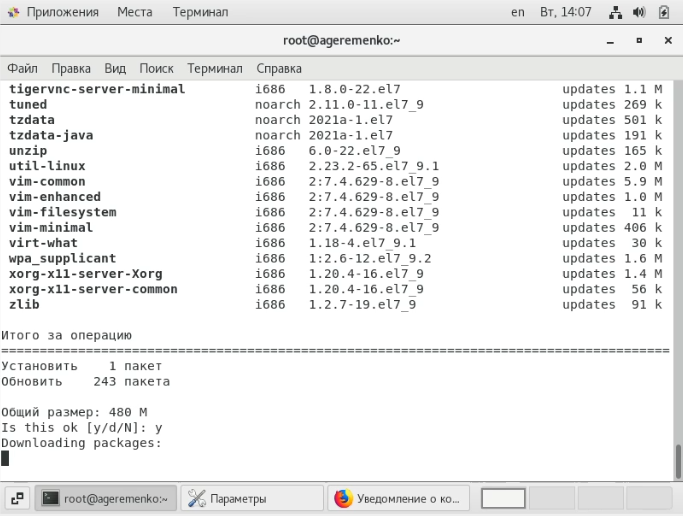 Приложения Места Терминал en Вт, 14:07
root@ageremenko:~
Файл Правка Вид Поиск Терминал Справка
tigervnc-server-minimal i686 1.8.0-22.el7 updates 1.1 M
tuned noarch 2.11.0-11.el7_9 updates 269 k
tzdata noarch 2021a-1.el7 updates 501 k
tzdata-java noarch 2021a-1.el7 updates 191 k
unzip i686 6.0-22.el7_9 updates 165 k
util-linux i686 2.23.2-65.el7_9.1 updates 2.0 M
vim-common i686 2:7.4.629-8.el7_9 updates 5.9 M
vim-enhanced i686 2:7.4.629-8.el7_9 updates 1.0 M
vim-filesystem i686 2:7.4.629-8.el7_9 updates 11 k
vim-minimal i686 2:7.4.629-8.el7_9 updates 406 k
virt-what i686 1.18-4.el7_9.1 updates 30 k
wpa_supplicant i686 1:2.6-12.el7_9.2 updates 1.6 M
xorg-x11-server-Xorg i686 1.20.4-16.el7_9 updates 1.4 M
xorg-x11-server-common i686 1.20.4-16.el7_9 updates 56 k
zlib i686 1.2.7-19.el7_9 updates 91 k
Итого за операцию
================================================================================
Установить 1 пакет
Обновить 243 пакета
Общий размер: 480 M
Is this ok [y/d/N]: y
Downloading packages:
root@ageremenko:~ Параметры Уведомление о ко...